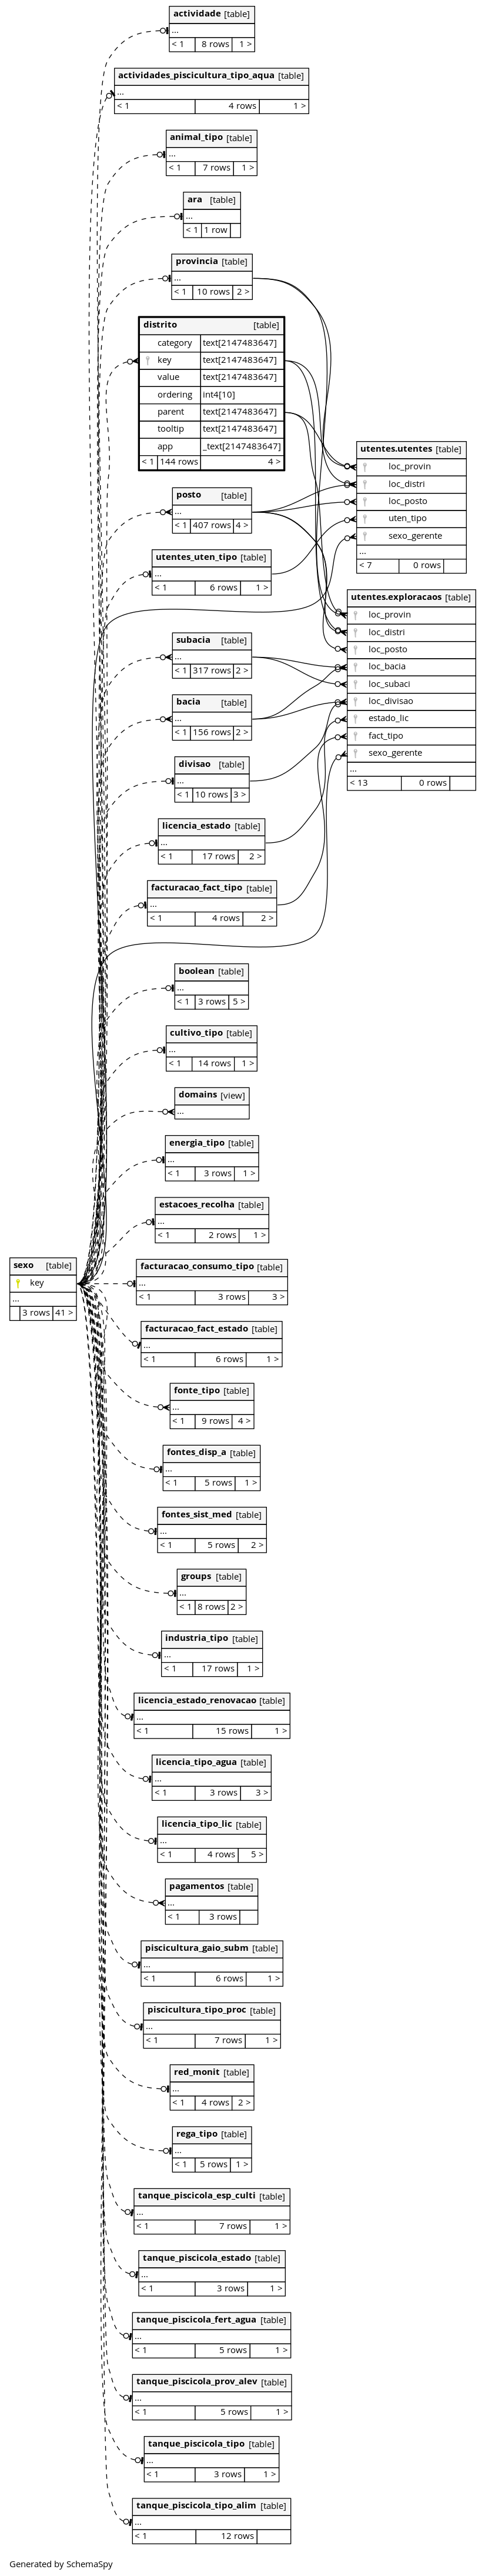 actividade [table]
...
< 1 8 rows 1 >
actividades_piscicultura_tipo_aqua [table]
...
< 1 4 rows 1 >
animal_tipo [table]
...
< 1 7 rows 1 >
ara [table]
...
< 1 1 row
provincia [table]
...
< 1 10 rows 2 >
distrito [table]
category text[2147483647]
key text[2147483647]
value text[2147483647]
ordering int4[10]
parent text[2147483647]
tooltip text[2147483647]
app _text[2147483647]
< 1 144 rows 4 >
utentes.utentes [table]
loc_provin
loc_distri
loc_posto
uten_tipo
sexo_gerente
...
< 7 0 rows
posto [table]
...
< 1 407 rows 4 >
utentes_uten_tipo [table]
...
< 1 6 rows 1 >
utentes.exploracaos [table]
loc_provin
loc_distri
loc_posto
loc_bacia
loc_subaci
loc_divisao
estado_lic
fact_tipo
sexo_gerente
...
< 13 0 rows
subacia [table]
...
< 1 317 rows 2 >
bacia [table]
...
< 1 156 rows 2 >
divisao [table]
...
< 1 10 rows 3 >
licencia_estado [table]
...
< 1 17 rows 2 >
facturacao_fact_tipo [table]
...
< 1 4 rows 2 >
boolean [table]
...
< 1 3 rows 5 >
cultivo_tipo [table]
...
< 1 14 rows 1 >
domains [view]
...
energia_tipo [table]
...
< 1 3 rows 1 >
estacoes_recolha [table]
...
< 1 2 rows 1 >
sexo [table]
key
...
3 rows 41 >
facturacao_consumo_tipo [table]
...
< 1 3 rows 3 >
facturacao_fact_estado [table]
...
< 1 6 rows 1 >
fonte_tipo [table]
...
< 1 9 rows 4 >
fontes_disp_a [table]
...
< 1 5 rows 1 >
fontes_sist_med [table]
...
< 1 5 rows 2 >
groups [table]
...
< 1 8 rows 2 >
industria_tipo [table]
...
< 1 17 rows 1 >
licencia_estado_renovacao [table]
...
< 1 15 rows 1 >
licencia_tipo_agua [table]
...
< 1 3 rows 3 >
licencia_tipo_lic [table]
...
< 1 4 rows 5 >
pagamentos [table]
...
< 1 3 rows
piscicultura_gaio_subm [table]
...
< 1 6 rows 1 >
piscicultura_tipo_proc [table]
...
< 1 7 rows 1 >
red_monit [table]
...
< 1 4 rows 2 >
rega_tipo [table]
...
< 1 5 rows 1 >
tanque_piscicola_esp_culti [table]
...
< 1 7 rows 1 >
tanque_piscicola_estado [table]
...
< 1 3 rows 1 >
tanque_piscicola_fert_agua [table]
...
< 1 5 rows 1 >
tanque_piscicola_prov_alev [table]
...
< 1 5 rows 1 >
tanque_piscicola_tipo [table]
...
< 1 3 rows 1 >
tanque_piscicola_tipo_alim [table]
...
< 1 12 rows
Generated by SchemaSpy